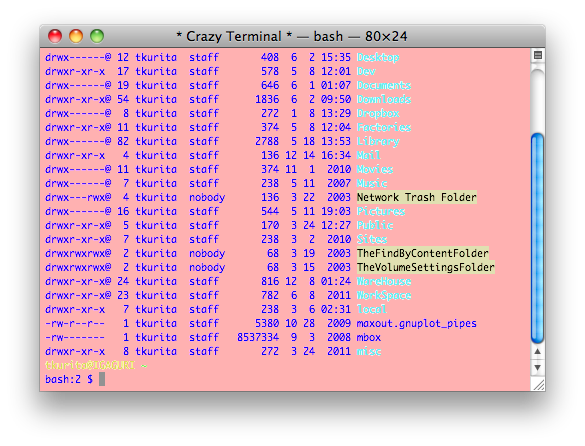 * Crazy Terminal * — bash — 80×24
drwx------@ 12 tkurita staff 408 6 2 15:35 Desktop
drwxr-xr-x 17 tkurita staff 578 5 8 12:01 Dev
drwx------@ 19 tkurita staff 646 6 1 01:07 Documents
drwxr-xr-x@ 54 tkurita staff 1836 6 2 09:50 Downloads
drwx------@ 8 tkurita staff 272 1 8 13:29 Dropbox
drwxr-xr-x@ 11 tkurita staff 374 5 8 12:04 Factories
drwx------@ 82 tkurita staff 2788 5 18 13:53 Library
drwxr-xr-x 4 tkurita staff 136 12 14 16:34 Mail
drwx------@ 11 tkurita staff 374 11 1 2010 Movies
drwx------@ 7 tkurita staff 238 5 11 2007 Music
drwx---rwx@ 4 tkurita nobody 136 3 22 2003 Network Trash Folder
drwx------@ 16 tkurita staff 544 5 11 19:03 Pictures
drwxr-xr-x@ 5 tkurita staff 170 3 24 12:27 Public
drwxr-xr-x@ 7 tkurita staff 238 3 2 2010 Sites
drwxrwxrwx@ 2 tkurita nobody 68 3 19 2003 TheFindByContentFolder
drwxrwxrwx@ 2 tkurita nobody 68 3 15 2003 TheVolumeSettingsFolder
drwxr-xr-x@ 24 tkurita staff 816 12 8 01:24 WareHouse
drwxr-xr-x@ 23 tkurita staff 782 6 8 2011 WorkSpace
drwxr-xr-x 7 tkurita staff 238 3 6 02:31 local
-rw-r--r-- 1 tkurita staff 5380 10 28 2009 maxout.gnuplot_pipes
-rw------- 1 tkurita staff 8537334 9 3 2008 mbox
drwxr-xr-x 8 tkurita staff 272 3 24 2011 misc
~
bash:2 $